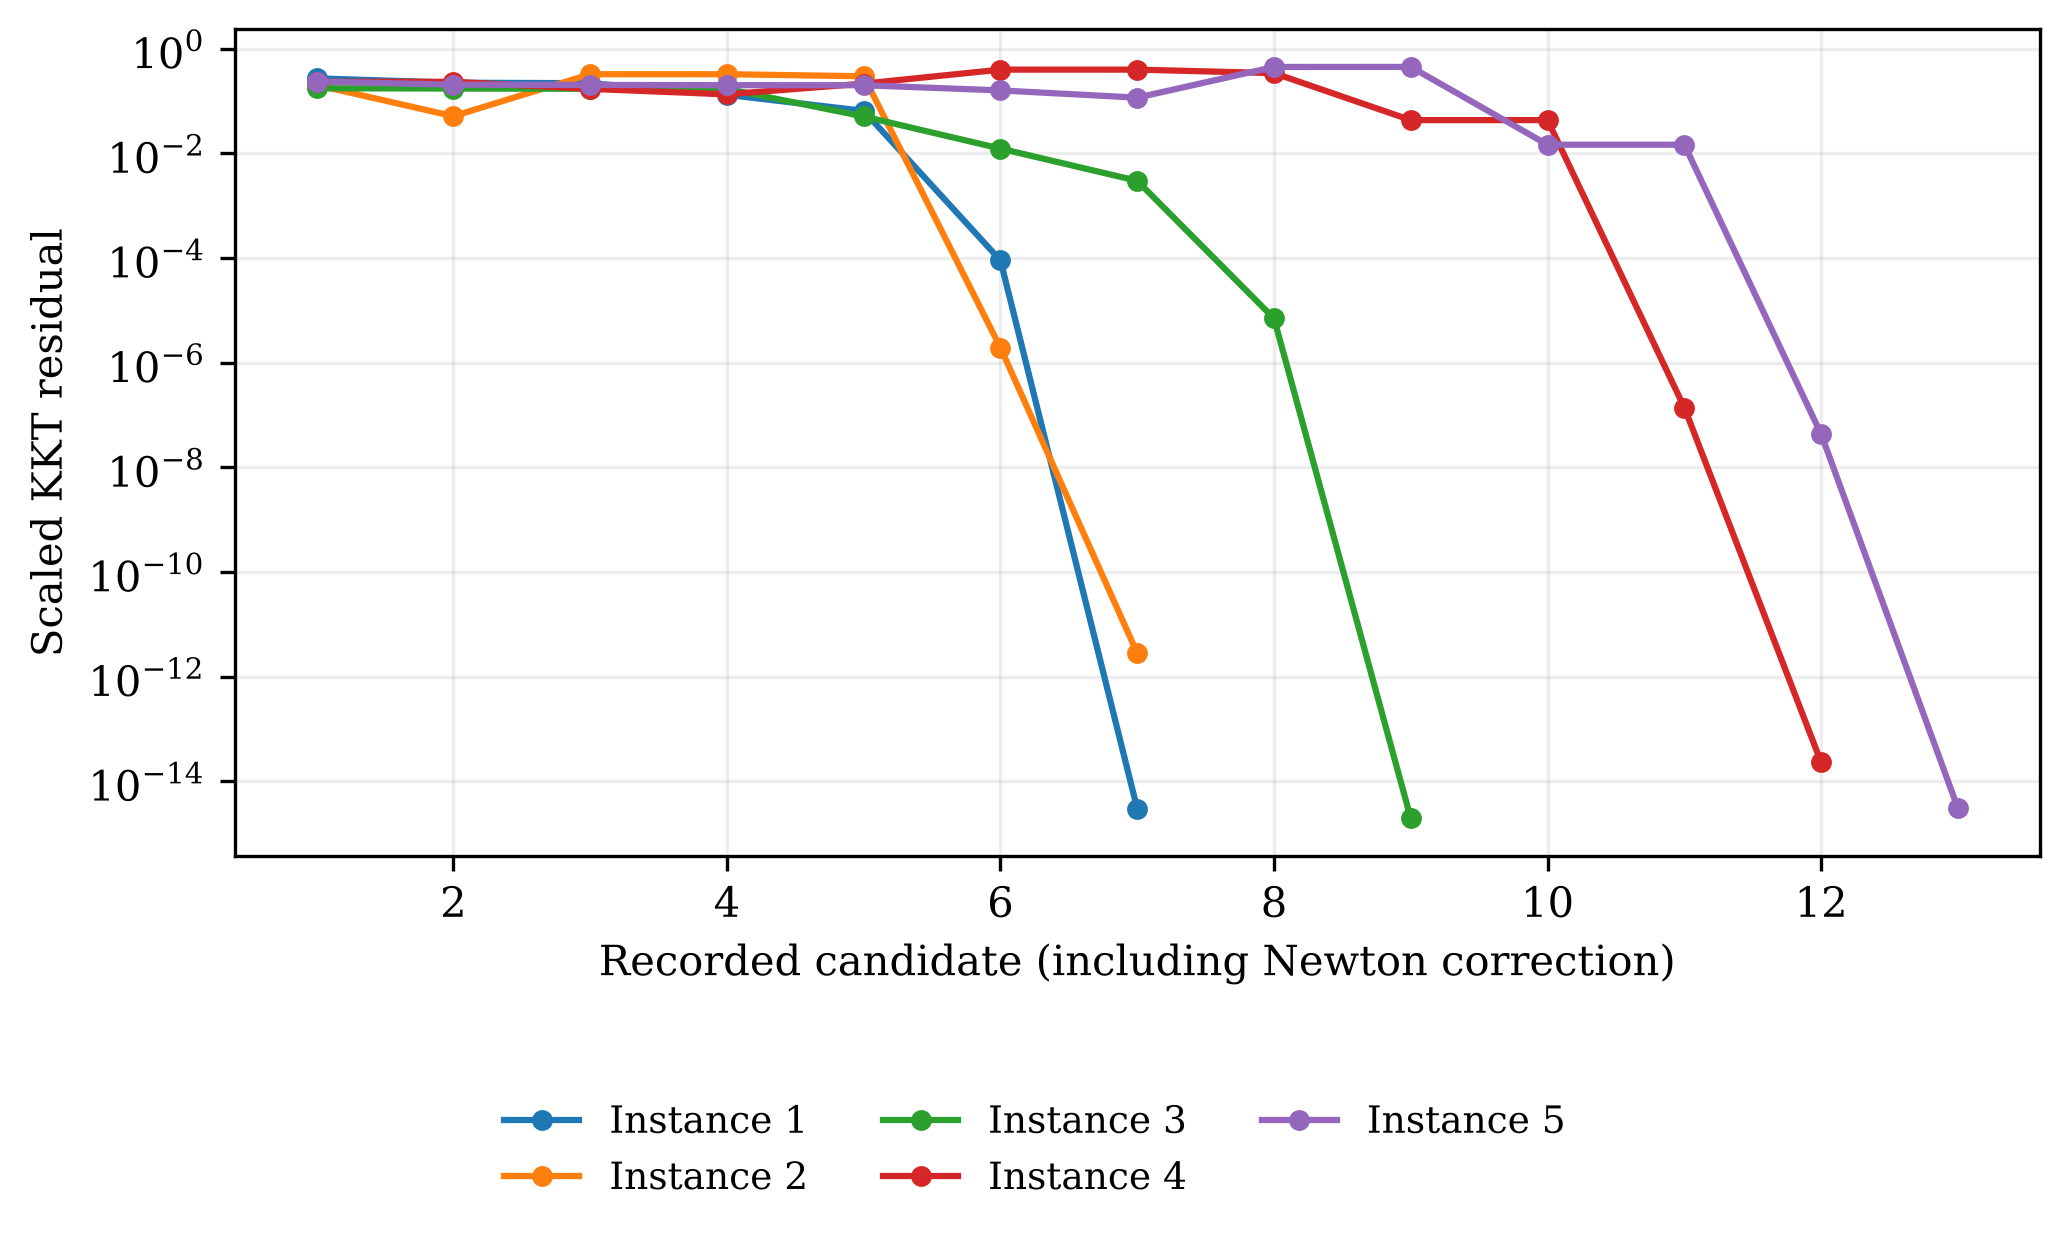 10⁰
10⁻²
10⁻⁴
10⁻⁶
10⁻⁸
10⁻¹⁰
10⁻¹²
10⁻¹⁴
Scaled KKT residual
2 4 6 8 10 12
Recorded candidate (including Newton correction)
Instance 1 Instance 3 Instance 5
Instance 2 Instance 4